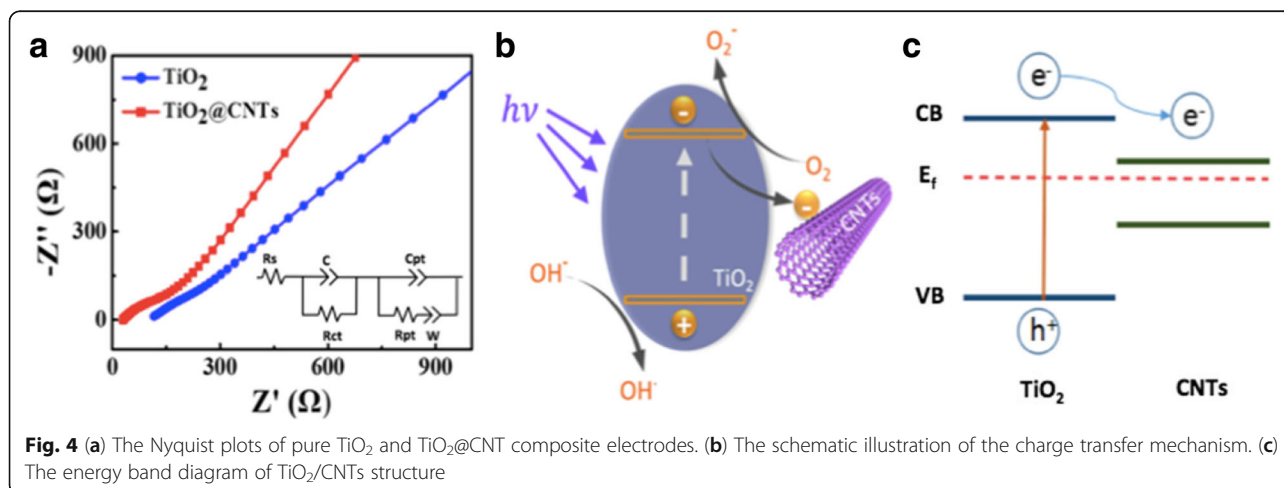 a
900
600
300
0
-Z'' (Ω)
TiO₂
TiO₂@CNTs
Rs
C
Cpt
Rct
Rpt
W
0 300 600 900
Z' (Ω)
b
O₂⁻
hν
-
O₂
-
CNTs
TiO₂
OH⁻
+
OH·
c
e⁻
CB
e⁻
E_f
VB
h⁺
TiO₂ CNTs
Fig. 4 (a) The Nyquist plots of pure TiO₂ and TiO₂@CNT composite electrodes. (b) The schematic illustration of the charge transfer mechanism. (c)
The energy band diagram of TiO₂/CNTs structure